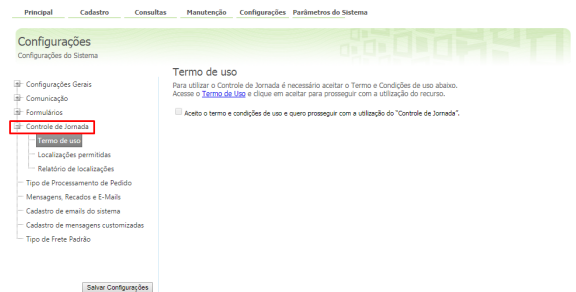 Principal Cadastro Consultas Manutenção Configurações Parâmetros do Sistema
Configurações
Configurações do Sistema
Configurações Gerais
Comunicação
Formulários
Controle de Jornada
Termo de uso
Localizações permitidas
Relatório de localizações
Tipo de Processamento de Pedido
Mensagens, Recados e E-Mails
Cadastro de emails do sistema
Cadastro de mensagens customizadas
Tipo de Frete Padrão
Salvar Configurações
Termo de uso
Para utilizar o Controle de Jornada é necessário aceitar o Termo e Condições de uso abaixo.
Acesse o Termo de Uso e clique em aceitar para prosseguir com a utilização do recurso.
Aceito o termo e condições de uso e quero prosseguir com a utilização do "Controle de Jornada".